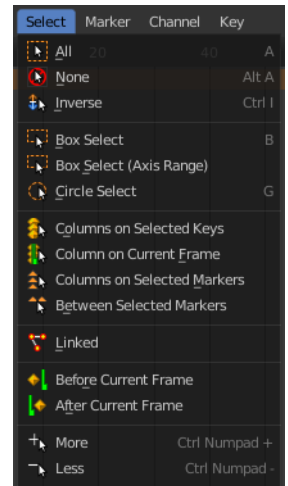 Select Marker Channel Key
All 20 40 A
None Alt A
Inverse Ctrl I
Box Select B
Box Select (Axis Range)
Circle Select G
Columns on Selected Keys
Column on Current Frame
Columns on Selected Markers
Between Selected Markers
Linked
Before Current Frame
After Current Frame
More Ctrl Numpad +
Less Ctrl Numpad -